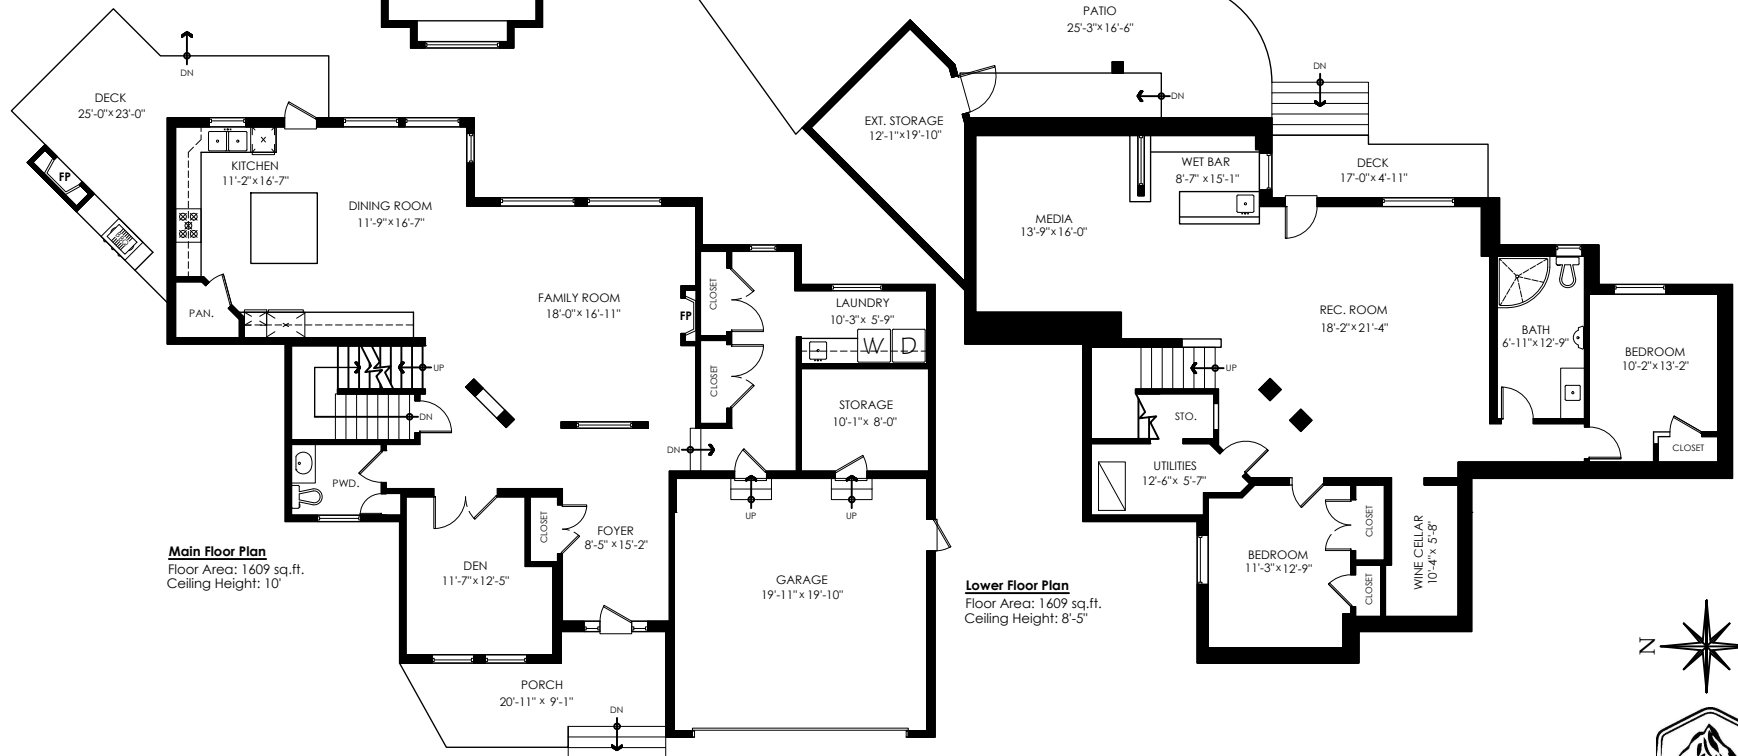 DN
DECK
25'-0"x 23'-0"
FP
KITCHEN
11'-2"x 16'-7"
DINING ROOM
11'-9"x 16'-7"
PAN.
FAMILY ROOM
18'-0"x 16'-11"
FP
CLOSET
CLOSET
LAUNDRY
10'-3"x 5'-9"
W D
STORAGE
10'-1"x 8'-0"
UP
DN
DN
PWD.
UP
UP
CLOSET
FOYER
8'-5" x 15'-2"
DEN
11'-7"x 12'-5"
GARAGE
19'-11"x 19'-10"
PORCH
20'-11" x 9'-1"
DN
Main Floor Plan
Floor Area: 1609 sq.ft.
Ceiling Height: 10'
PATIO
25'-3"x 16'-6"
DN
DN
EXT. STORAGE
12'-1"x19'-10"
WET BAR
8'-7" x 15'-1"
DECK
17'-0"x 4'-11"
MEDIA
13'-9"x 16'-0"
REC. ROOM
18'-2"x 21'-4"
BATH
6'-11"x 12'-9"
BEDROOM
10'-2"x 13'-2"
CLOSET
UP
STO.
UTILITIES
12'-6"x 5'-7"
BEDROOM
11'-3"x 12'-9"
CLOSET
CLOSET
WINE CELLAR
10'-4"x 5'-8"
Lower Floor Plan
Floor Area: 1609 sq.ft.
Ceiling Height: 8'-5"
N